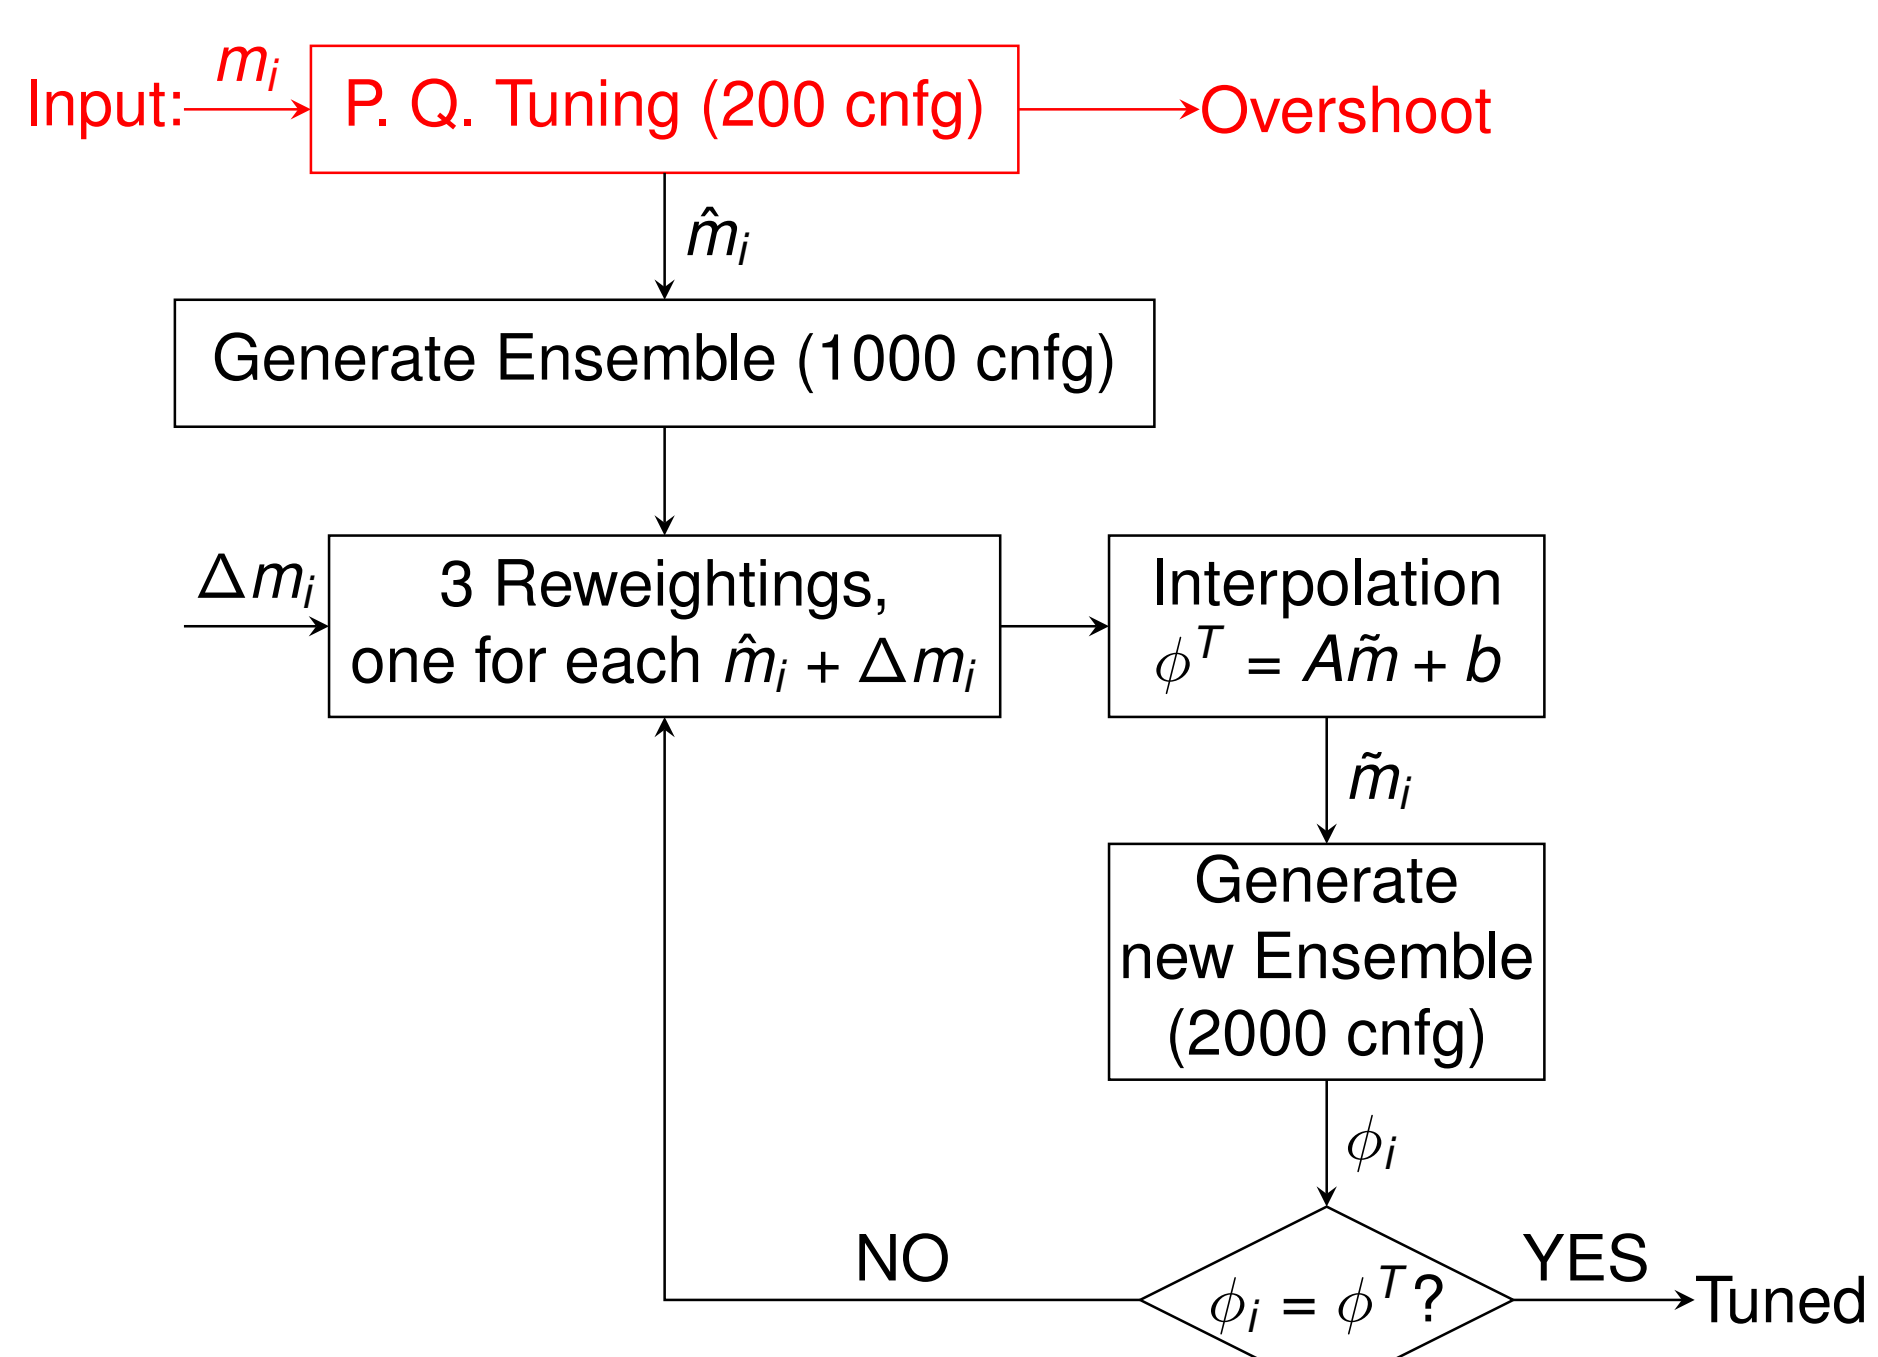 Input:
mᵢ
P. Q. Tuning (200 cnfg)
Overshoot
m̂ᵢ
Generate Ensemble (1000 cnfg)
Δmᵢ
3 Reweightings,
one for each m̂ᵢ + Δmᵢ
Interpolation
ϕᵀ = Am̃ + b
m̃ᵢ
Generate
new Ensemble
(2000 cnfg)
ϕᵢ
NO
ϕᵢ = ϕᵀ?
YES
Tuned